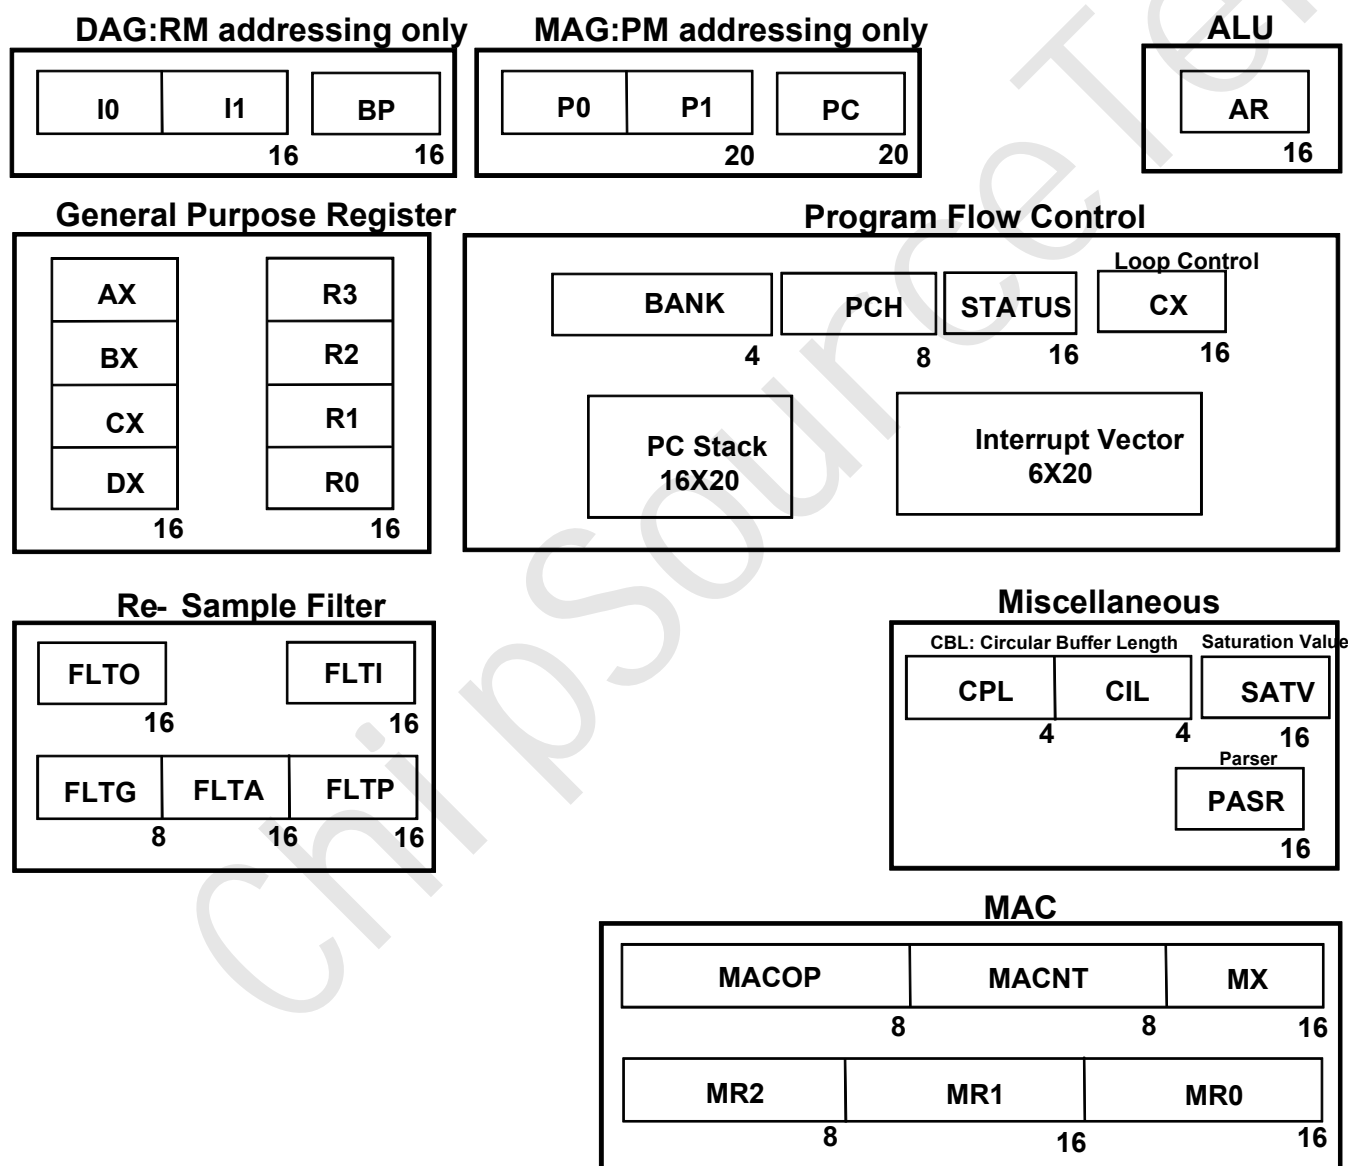 DAG:RM addressing only
MAG:PM addressing only
ALU
I0 I1 BP
16 16
P0 P1 PC
20 20
AR
16
General Purpose Register
AX R3
BX R2
CX R1
DX R0
16 16
Program Flow Control
Loop Control
BANK PCH STATUS CX
4 8 16 16
PC Stack
16X20
Interrupt Vector
6X20
Re- Sample Filter
FLTO FLTI
16 16
FLTG FLTA FLTP
8 16 16
Miscellaneous
CBL: Circular Buffer Length Saturation Value
CPL CIL SATV
4 4 16
Parser
PASR
16
MAC
MACOP MACNT MX
8 8 16
MR2 MR1 MR0
8 16 16